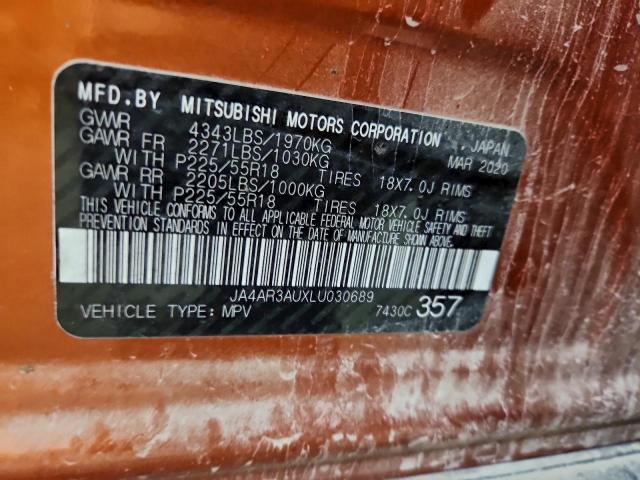 MFD.BY MITSUBISHI MOTORS CORPORATION , JAPAN
GVWR 4343LBS/1970KG MAR 2020
GAWR FR 2271LBS/1030KG
WITH P225/55R18 TIRES 18X7.0J RIMS
GAWR RR 2205LBS/1000KG
WITH P225/55R18 TIRES 18X7.0J RIMS
THIS VEHICLE CONFORMS TO ALL APPLICABLE FEDERAL MOTOR VEHICLE SAFETY AND THEFT
PREVENTION STANDARDS IN EFFECT ON THE DATE OF MANUFACTURE SHOWN ABOVE.
JA4AR3AUXLU030689
VEHICLE TYPE: MPV 7430C 357